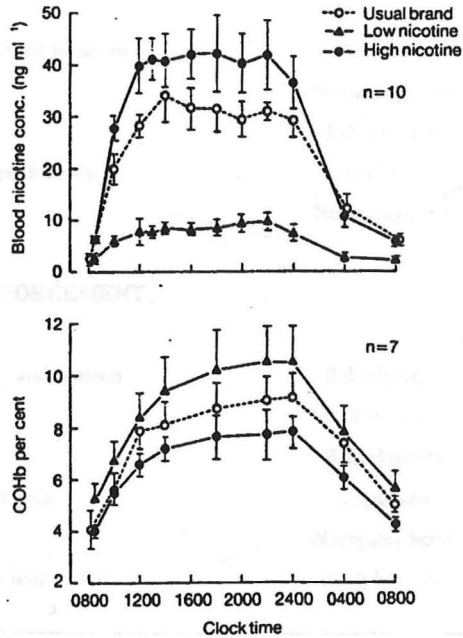 Usual brand
Low nicotine
High nicotine
Blood nicotine conc. (ng ml⁻¹)
50
40
30
20
10
0
n=10
COHb per cent
12
10
8
6
4
2
n=7
0800 1200 1600 2000 2400 0400 0800
Clock time